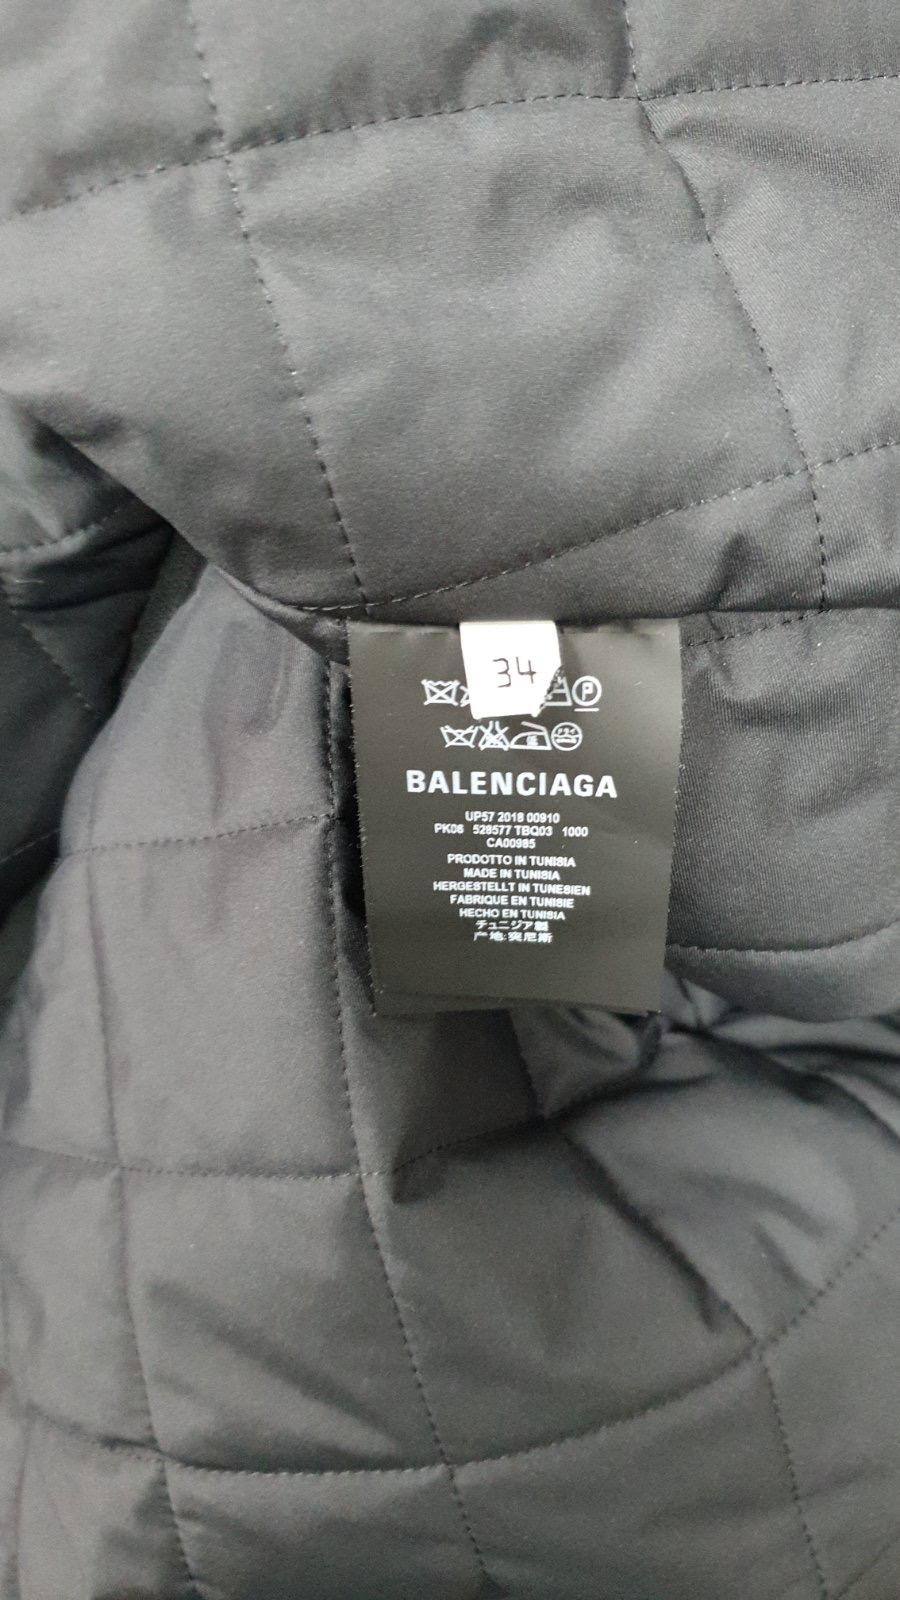 34
P
BALENCIAGA
UP57 2018 00910
PK06 528577 TBQ03 1000
CA00985
PRODOTTO IN TUNISIA
MADE IN TUNISIA
HERGESTELLT IN TUNESIEN
FABRIQUE EN TUNISIE
HECHO EN TUNISIA
チュニジア製
产地:突尼斯